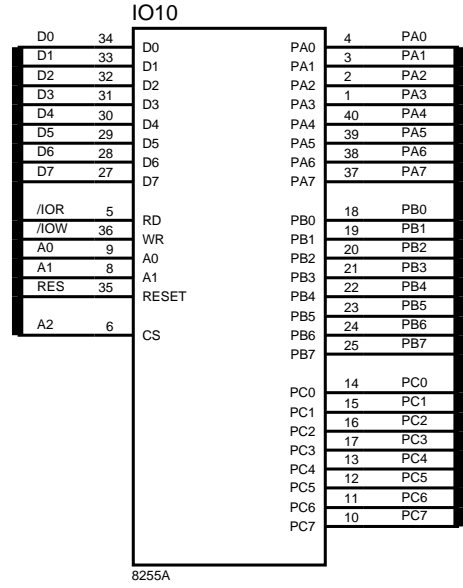 IO10
D0 34 D0 PA0 4 PA0
D1 33 D1 PA1 3 PA1
D2 32 D2 PA2 2 PA2
D3 31 D3 PA3 1 PA3
D4 30 D4 PA4 40 PA4
D5 29 D5 PA5 39 PA5
D6 28 D6 PA6 38 PA6
D7 27 D7 PA7 37 PA7
/IOR 5 RD PB0 18 PB0
/IOW 36 WR PB1 19 PB1
A0 9 A0 PB2 20 PB2
A1 8 A1 PB3 21 PB3
RES 35 RESET PB4 22 PB4
PB5 23 PB5
A2 6 CS PB6 24 PB6
PB7 25 PB7
PC0 14 PC0
PC1 15 PC1
PC2 16 PC2
PC3 17 PC3
PC4 13 PC4
PC5 12 PC5
PC6 11 PC6
PC7 10 PC7
8255A